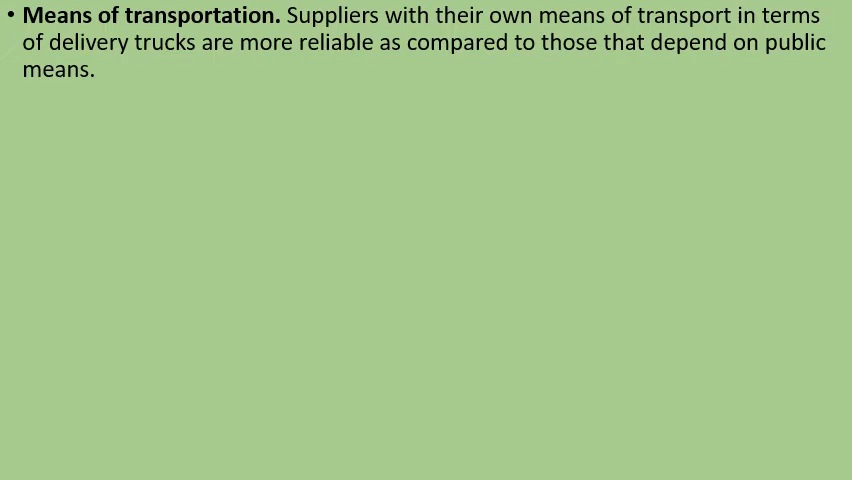 • Means of transportation. Suppliers with their own means of transport in terms
of delivery trucks are more reliable as compared to those that depend on public
means.